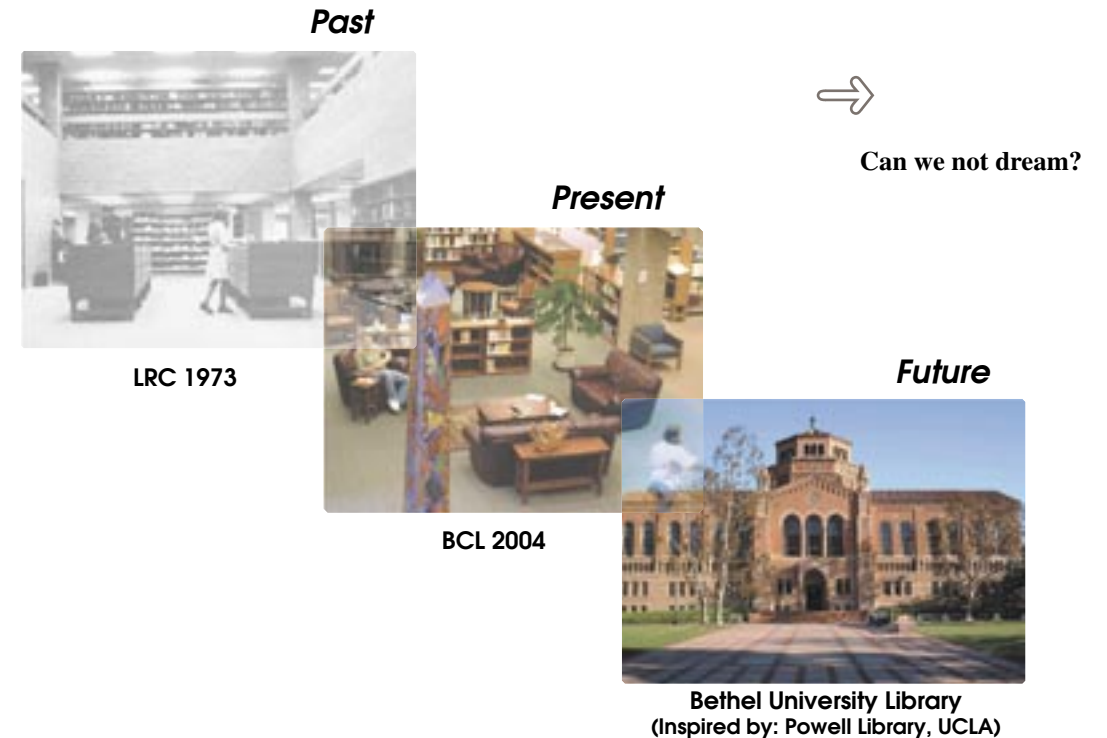 Past
Can we not dream?
Present
LRC 1973
Future
BCL 2004
Bethel University Library
(Inspired by: Powell Library, UCLA)